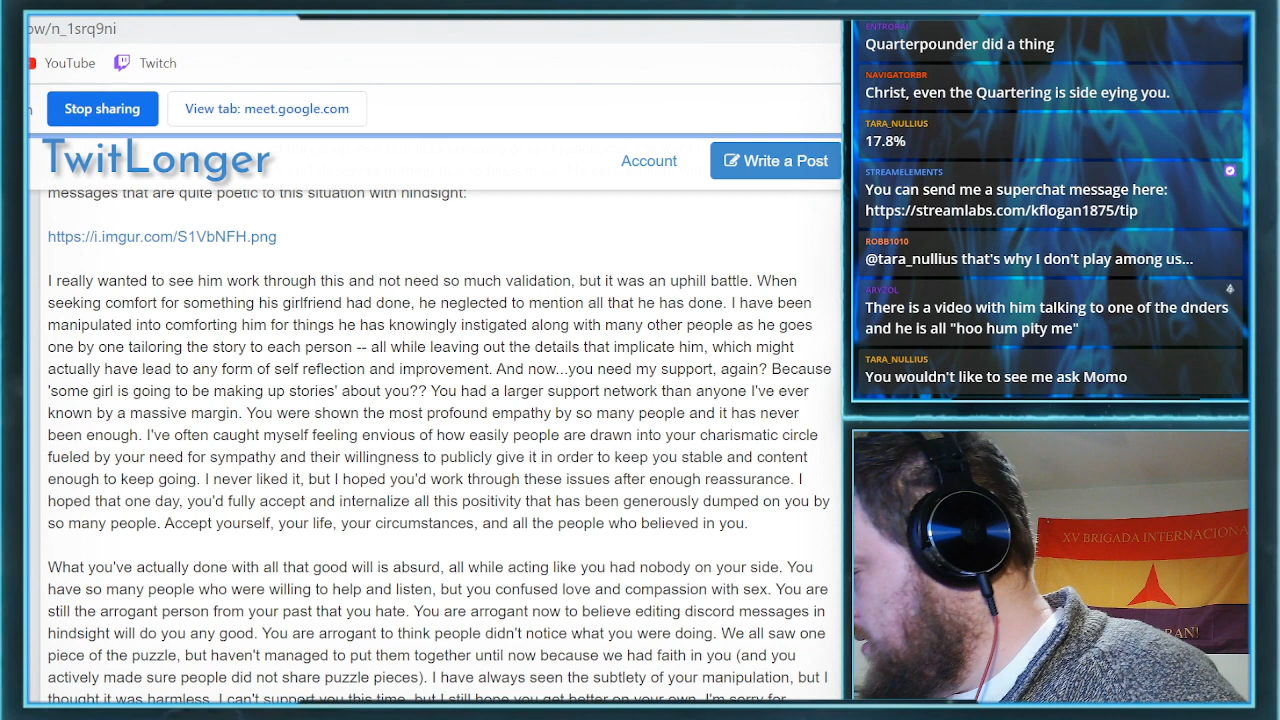 ow/n_1srq9ni
YouTube
Twitch
Stop sharing
View tab: meet.google.com
TwitLonger
Account
Write a Post
messages that are quite poetic to this situation with hindsight:
https://i.imgur.com/S1VbNFH.png
I really wanted to see him work through this and not need so much validation, but it was an uphill battle. When
seeking comfort for something his girlfriend had done, he neglected to mention all that he has done. I have been
manipulated into comforting him for things he has knowingly instigated along with many other people as he goes
one by one tailoring the story to each person -- all while leaving out the details that implicate him, which might
actually have lead to any form of self reflection and improvement. And now...you need my support, again? Because
'some girl is going to be making up stories' about you?? You had a larger support network than anyone I've ever
known by a massive margin. You were shown the most profound empathy by so many people and it has never
been enough. I've often caught myself feeling envious of how easily people are drawn into your charismatic circle
fueled by your need for sympathy and their willingness to publicly give it in order to keep you stable and content
enough to keep going. I never liked it, but I hoped you'd work through these issues after enough reassurance. I
hoped that one day, you'd fully accept and internalize all this positivity that has been generously dumped on you by
so many people. Accept yourself, your life, your circumstances, and all the people who believed in you.
What you've actually done with all that good will is absurd, all while acting like you had nobody on your side. You
have so many people who were willing to help and listen, but you confused love and compassion with sex. You are
still the arrogant person from your past that you hate. You are arrogant now to believe editing discord messages in
hindsight will do you any good. You are arrogant to think people didn't notice what you were doing. We all saw one
piece of the puzzle, but haven't managed to put them together until now because we had faith in you (and you
actively made sure people did not share puzzle pieces). I have always seen the subtlety of your manipulation, but I
thought it was harmless. I can't support you this time, but I still hope you get better on your own. I'm sorry for
Quarterpounder did a thing
NAVIGATORBR
Christ, even the Quartering is side eying you.
TARA_NULLIUS
17.8%
STREAMELEMENTS
You can send me a superchat message here:
https://streamlabs.com/kflogan1875/tip
ROBB1010
@tara_nullius that's why I don't play among us...
ARYZOL
There is a video with him talking to one of the dnders
and he is all "hoo hum pity me"
TARA_NULLIUS
You wouldn't like to see me ask Momo
XV BRIGADA INTERNACIONA
RAN!